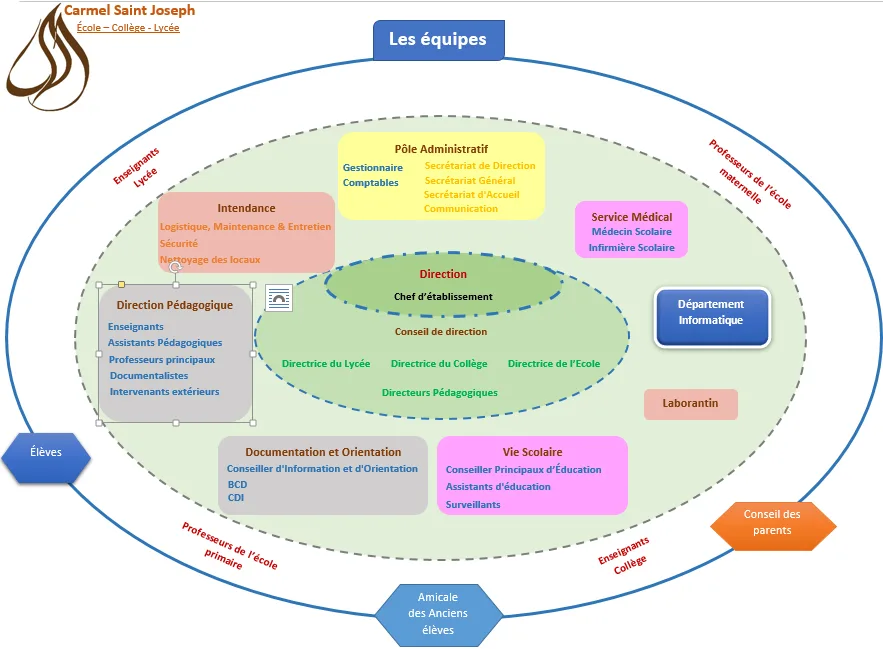 Carmel Saint Joseph
École – Collège - Lycée
Les équipes
Enseignants
Lycée
Professeurs de l'école
maternelle
Pôle Administratif
Gestionnaire
Comptables
Secrétariat de Direction
Secrétariat Général
Secrétariat d'Accueil
Communication
Intendance
Logistique, Maintenance & Entretien
Sécurité
Nettoyage des locaux
Service Médical
Médecin Scolaire
Infirmière Scolaire
Direction
Chef d'établissement
Conseil de direction
Directrice du Lycée
Directrice du Collège
Directrice de l'Ecole
Directeurs Pédagogiques
Direction Pédagogique
Enseignants
Assistants Pédagogiques
Professeurs principaux
Documentalistes
Intervenants extérieurs
Département
Informatique
Laborantin
Élèves
Documentation et Orientation
Conseiller d'Information et d'Orientation
BCD
CDI
Vie Scolaire
Conseiller Principaux d'Éducation
Assistants d'éducation
Surveillants
Conseil des
parents
Professeurs de l'école
primaire
Enseignants
Collège
Amicale
des Anciens
élèves